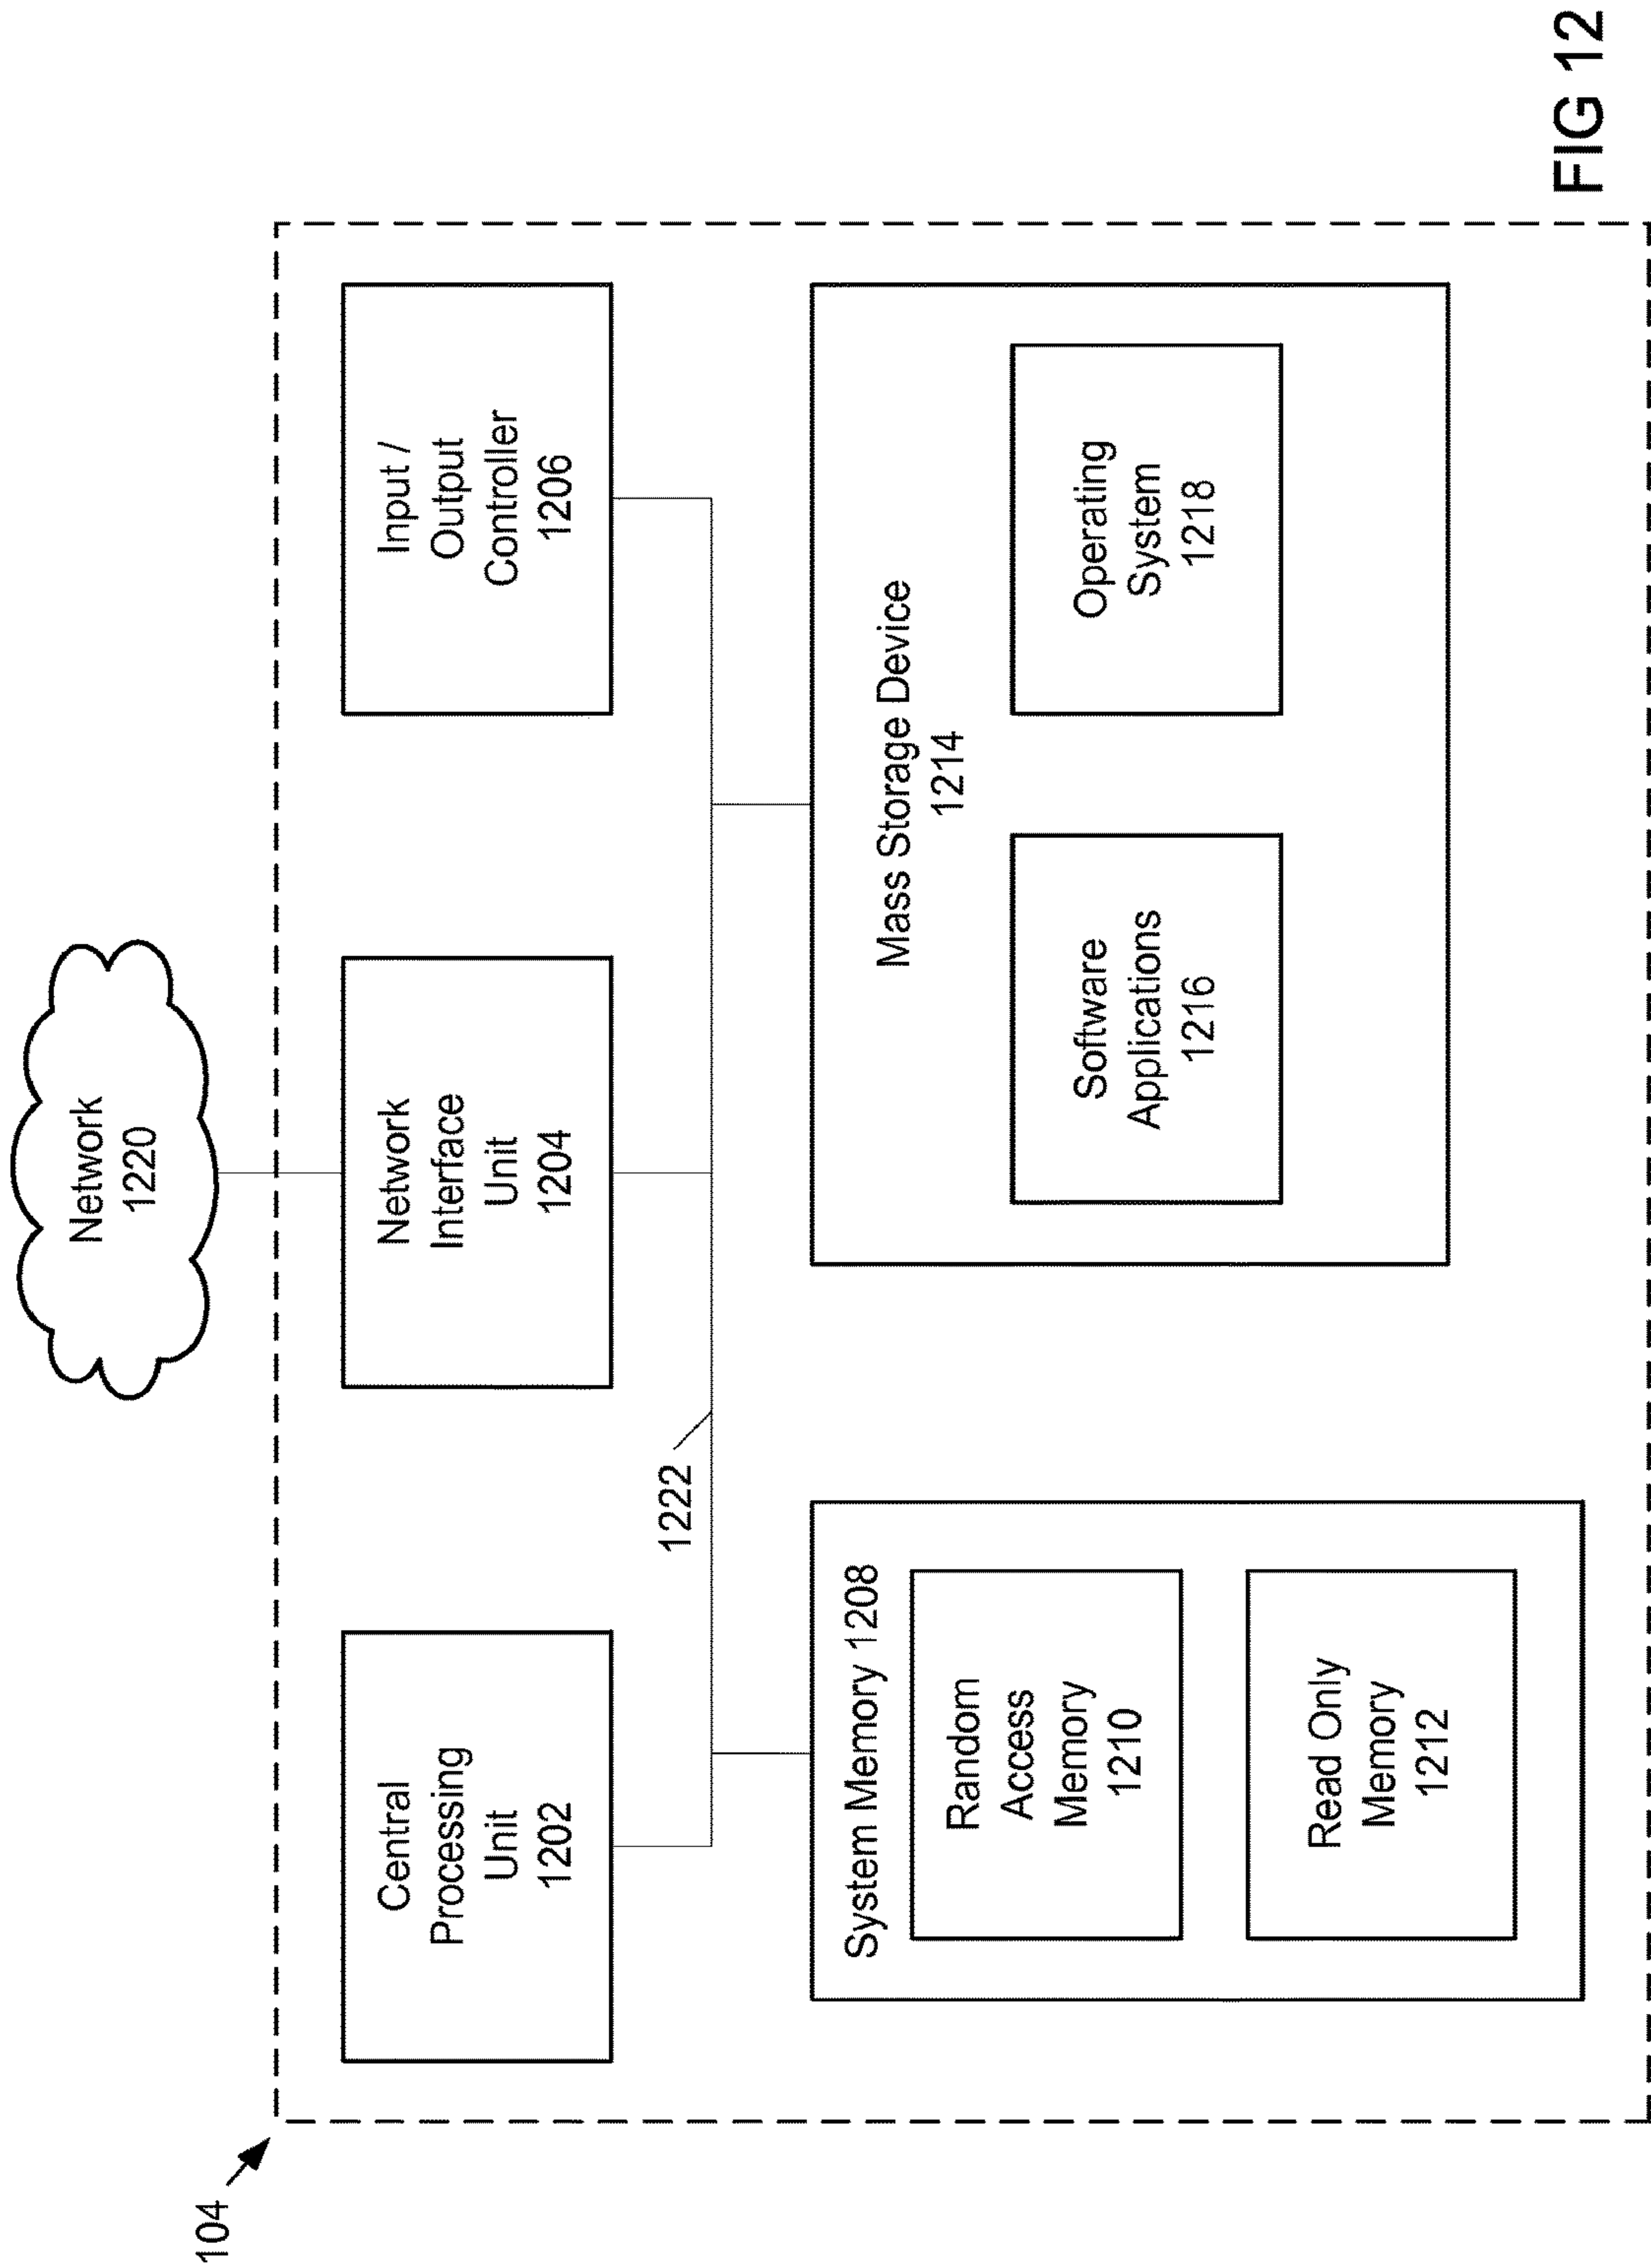 104
Network
1220
Central
Processing
Unit
1202
Network
Interface
Unit
1204
Input /
Output
Controller
1206
1222
System Memory 1208
Random
Access
Memory
1210
Read Only
Memory
1212
Mass Storage Device
1214
Software
Applications
1216
Operating
System
1218
FIG 12